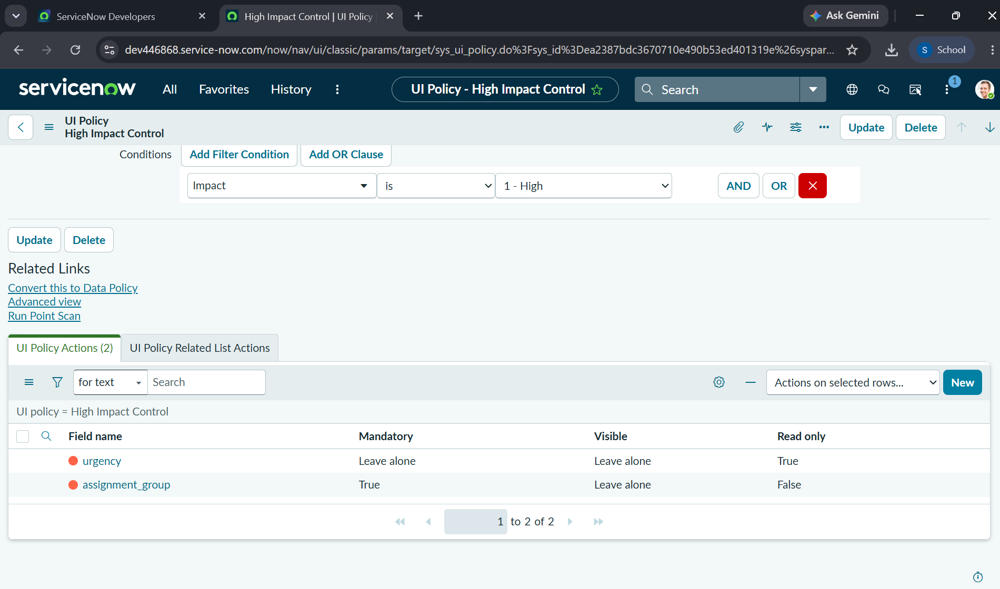 ServiceNow Developers
High Impact Control | UI Policy
Ask Gemini
dev446868.service-now.com/now/nav/ui/classic/params/target/sys_ui_policy.do%3Fsys_id%3Dea2387bdc3670710e490b53ed401319e%26syspar...
S School
servicenow
All
Favorites
History
UI Policy - High Impact Control
Search
1
UI Policy
High Impact Control
Update
Delete
Conditions
Add Filter Condition
Add OR Clause
Impact
is
1 - High
AND
OR
Update
Delete
Related Links
Convert this to Data Policy
Advanced view
Run Point Scan
UI Policy Actions (2)
UI Policy Related List Actions
for text
Search
Actions on selected rows...
New
UI policy = High Impact Control
Field name Mandatory Visible Read only
urgency Leave alone Leave alone True
assignment_group True Leave alone False
1 to 2 of 2